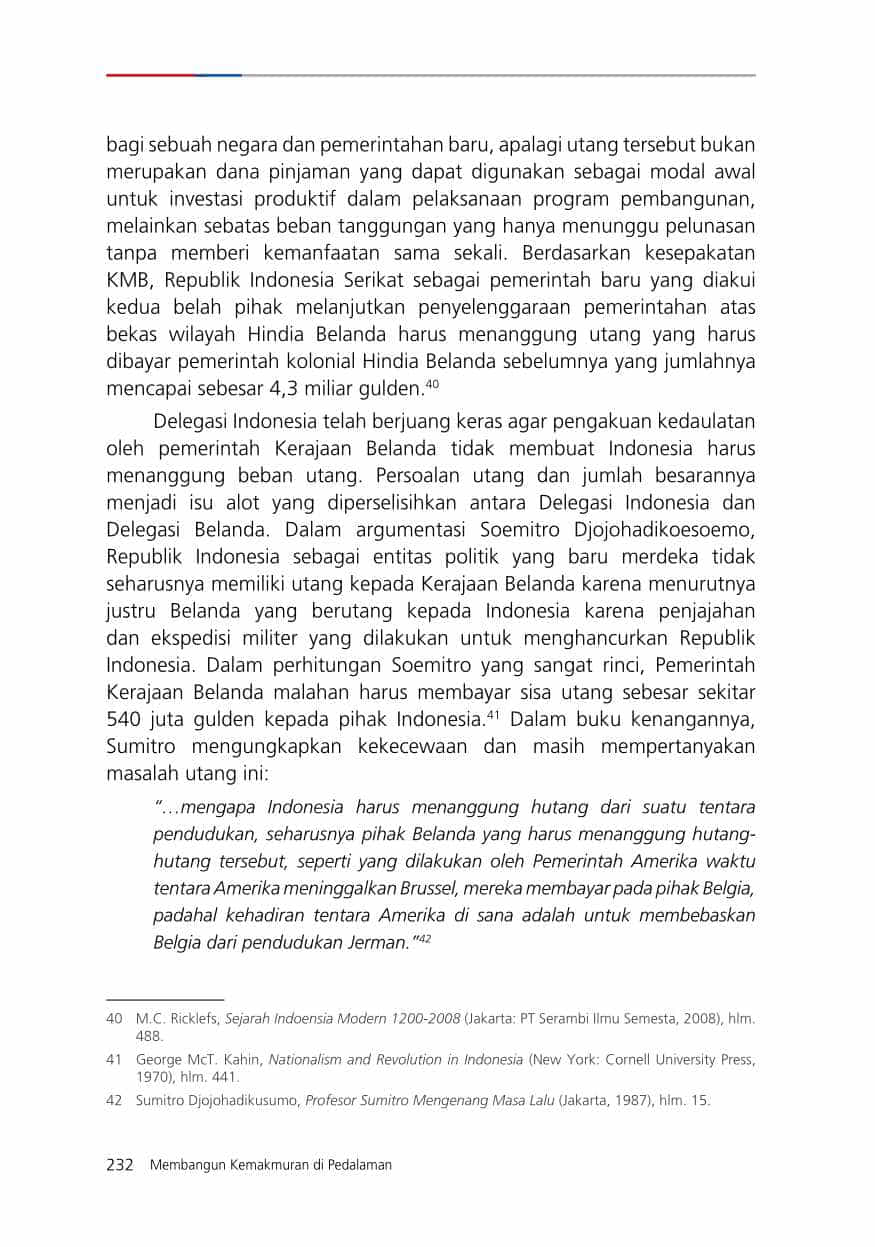 bagi sebuah negara dan pemerintahan baru, apalagi utang tersebut bukan
merupakan dana pinjaman yang dapat digunakan sebagai modal awal
untuk investasi produktif dalam pelaksanaan program pembangunan,
melainkan sebatas beban tanggungan yang hanya menunggu pelunasan
tanpa memberi kemanfaatan sama sekali. Berdasarkan kesepakatan
KMB, Republik Indonesia Serikat sebagai pemerintah baru yang diakui
kedua belah pihak melanjutkan penyelenggaraan pemerintahan atas
bekas wilayah Hindia Belanda harus menanggung utang yang harus
dibayar pemerintah kolonial Hindia Belanda sebelumnya yang jumlahnya
mencapai sebesar 4,3 miliar gulden.40
Delegasi Indonesia telah berjuang keras agar pengakuan kedaulatan
oleh pemerintah Kerajaan Belanda tidak membuat Indonesia harus
menanggung beban utang. Persoalan utang dan jumlah besarannya
menjadi isu alot yang diperselisihkan antara Delegasi Indonesia dan
Delegasi Belanda. Dalam argumentasi Soemitro Djojohadikoesoemo,
Republik Indonesia sebagai entitas politik yang baru merdeka tidak
seharusnya memiliki utang kepada Kerajaan Belanda karena menurutnya
justru Belanda yang berutang kepada Indonesia karena penjajahan
dan ekspedisi militer yang dilakukan untuk menghancurkan Republik
Indonesia. Dalam perhitungan Soemitro yang sangat rinci, Pemerintah
Kerajaan Belanda malahan harus membayar sisa utang sebesar sekitar
540 juta gulden kepada pihak Indonesia.41 Dalam buku kenangannya,
Sumitro mengungkapkan kekecewaan dan masih mempertanyakan
masalah utang ini:
“…mengapa Indonesia harus menanggung hutang dari suatu tentara
pendudukan, seharusnya pihak Belanda yang harus menanggung hutang-
hutang tersebut, seperti yang dilakukan oleh Pemerintah Amerika waktu
tentara Amerika meninggalkan Brussel, mereka membayar pada pihak Belgia,
padahal kehadiran tentara Amerika di sana adalah untuk membebaskan
Belgia dari pendudukan Jerman.”42
40 M.C. Ricklefs, Sejarah Indoensia Modern 1200-2008 (Jakarta: PT Serambi Ilmu Semesta, 2008), hlm.
488.
41 George McT. Kahin, Nationalism and Revolution in Indonesia (New York: Cornell University Press,
1970), hlm. 441.
42 Sumitro Djojohadikusumo, Profesor Sumitro Mengenang Masa Lalu (Jakarta, 1987), hlm. 15.
232 Membangun Kemakmuran di Pedalaman